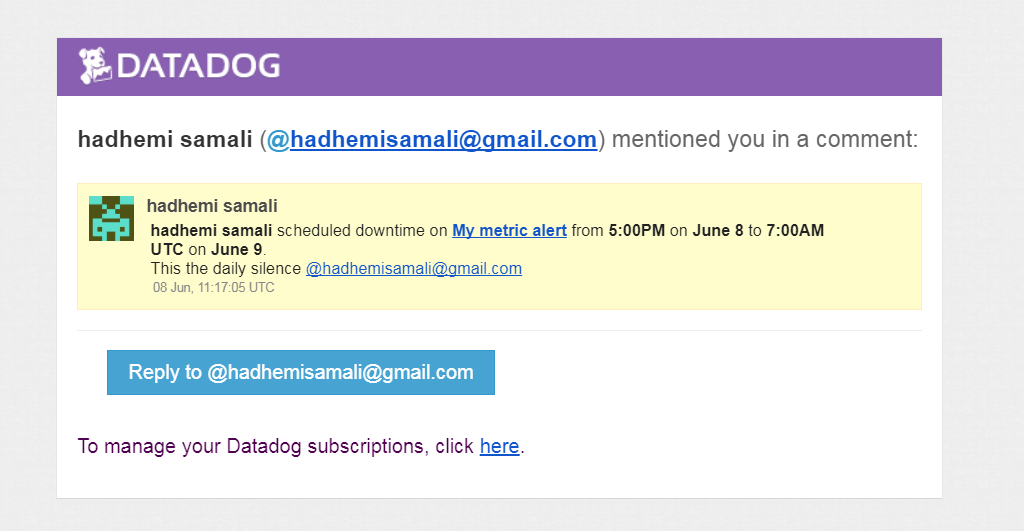 DATADOG
hadhemi samali (@hadhemisamali@gmail.com) mentioned you in a comment:
hadhemi samali
hadhemi samali scheduled downtime on My metric alert from 5:00PM on June 8 to 7:00AM
UTC on June 9.
This the daily silence @hadhemisamali@gmail.com
08 Jun, 11:17:05 UTC
Reply to @hadhemisamali@gmail.com
To manage your Datadog subscriptions, click here.